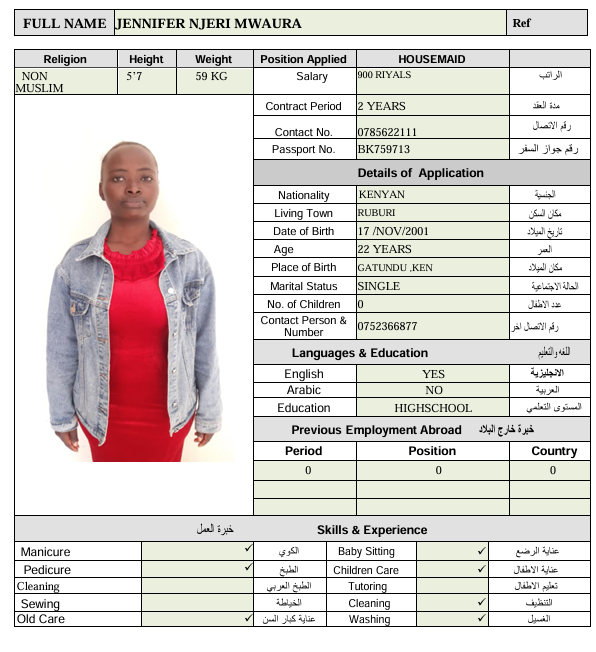 FULL NAME JENNIFER NJERI MWAURA Ref
Religion Height Weight Position Applied HOUSEMAID
NON MUSLIM 5’7 59 KG Salary 900 RIYALS الراتب
Contract Period 2 YEARS مدة العقد
Contact No. 0785622111 رقم الاتصال
Passport No. BK759713 رقم جواز السفر
Details of Application
Nationality KENYAN الجنسية
Living Town RUBURI مكان السكن
Date of Birth 17 /NOV/2001 تاريخ الميلاد
Age 22 YEARS العمر
Place of Birth GATUNDU ,KEN مكان الميلاد
Marital Status SINGLE الحالة الاجتماعية
No. of Children 0 عدد الاطفال
Contact Person & Number 0752366877 رقم الاتصال اخر
Languages & Education اللغه والتعليم
English YES الانجليزية
Arabic NO العربية
Education HIGHSCHOOL المستوى التعلمي
Previous Employment Abroad خبرة خارج البلاد
Period Position Country
0 0 0
خبرة العمل Skills & Experience
Manicure ✓ الكوي Baby Sitting ✓ عناية الرضع
Pedicure ✓ الطبخ Children Care ✓ عناية الاطفال
Cleaning الطبخ العربي Tutoring تعليم الاطفال
Sewing الخياطة Cleaning ✓ التنظيف
Old Care ✓ عناية كبار السن Washing ✓ الغسيل